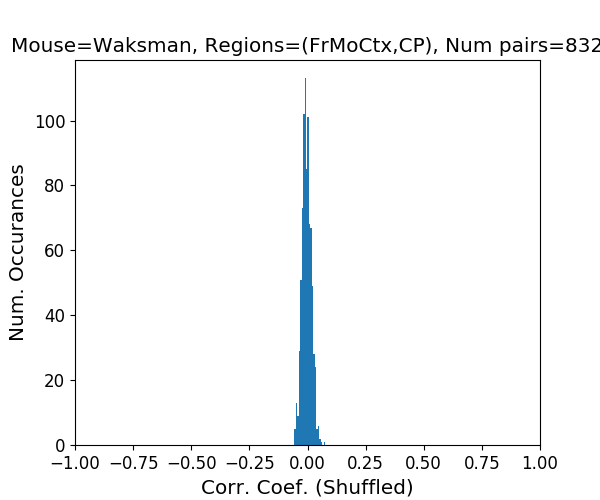 Mouse=Waksman, Regions=(FrMoCtx,CP), Num pairs=832
Num. Occurances
100
80
60
40
20
0
−1.00 −0.75 −0.50 −0.25 0.00 0.25 0.50 0.75 1.00
Corr. Coef. (Shuffled)